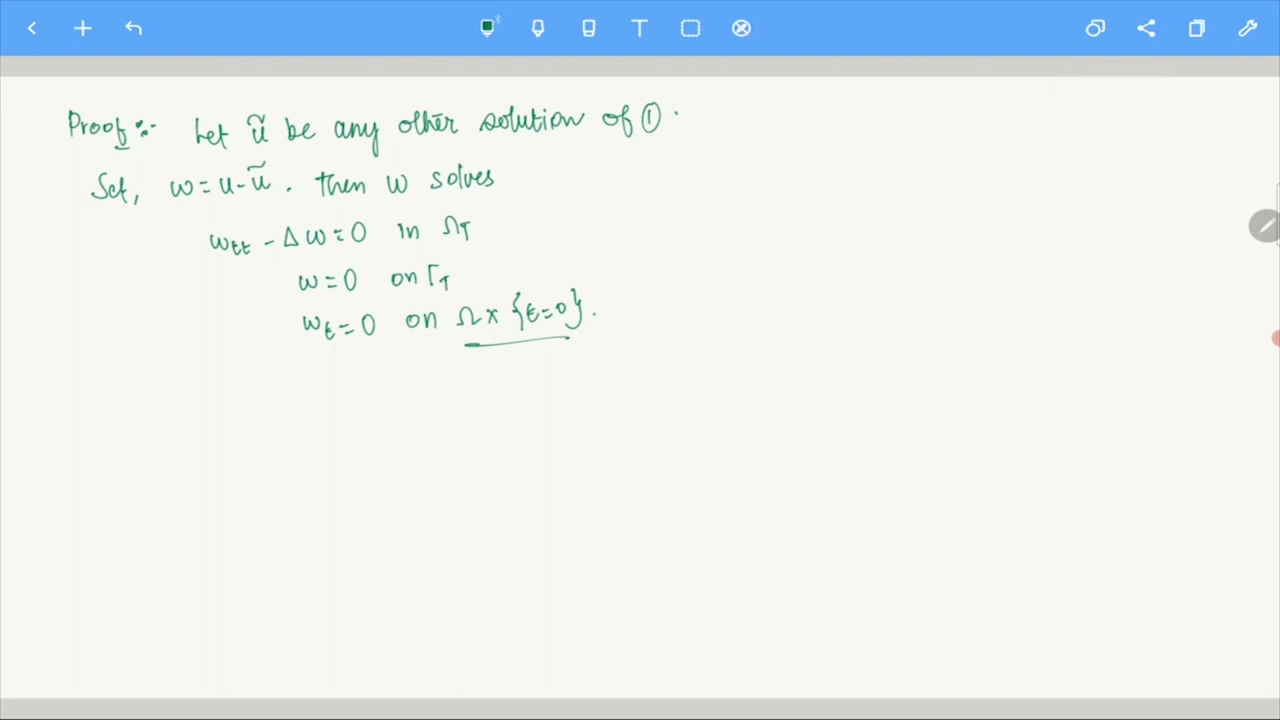 Proof :- Let ũ be any other solution of ①.
Set, w = u - ũ. Then w solves
w_tt - Δw = 0 in Ω_T
w = 0 on Γ_T
w_t = 0 on Ω × {t=0}.